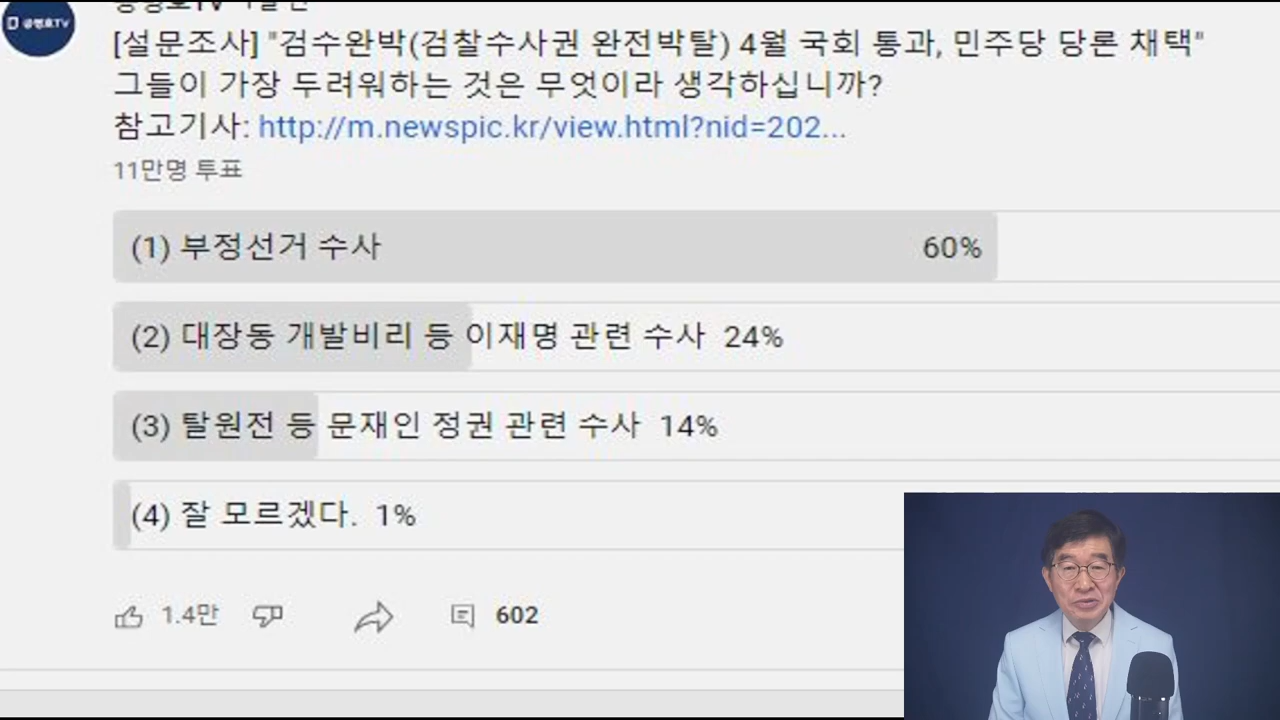 [설문조사] "검수완박(검찰수사권 완전박탈) 4월 국회 통과, 민주당 당론 채택"
그들이 가장 두려워하는 것은 무엇이라 생각하십니까?
참고기사: http://m.newspic.kr/view.html?nid=202...
11만명 투표
(1) 부정선거 수사 60%
(2) 대장동 개발비리 등 이재명 관련 수사 24%
(3) 탈원전 등 문재인 정권 관련 수사 14%
(4) 잘 모르겠다. 1%
1.4만 602